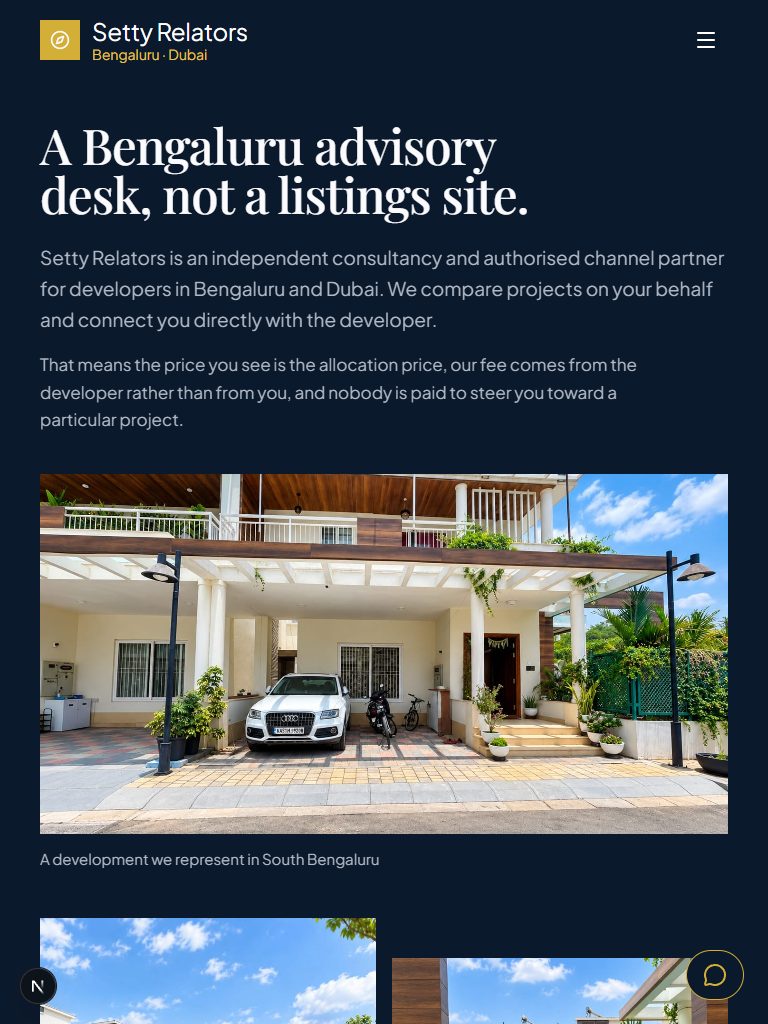 Setty Relators
Bengaluru · Dubai
A Bengaluru advisory
desk, not a listings site.
Setty Relators is an independent consultancy and authorised channel partner
for developers in Bengaluru and Dubai. We compare projects on your behalf
and connect you directly with the developer.
That means the price you see is the allocation price, our fee comes from the
developer rather than from you, and nobody is paid to steer you toward a
particular project.
A development we represent in South Bengaluru
N